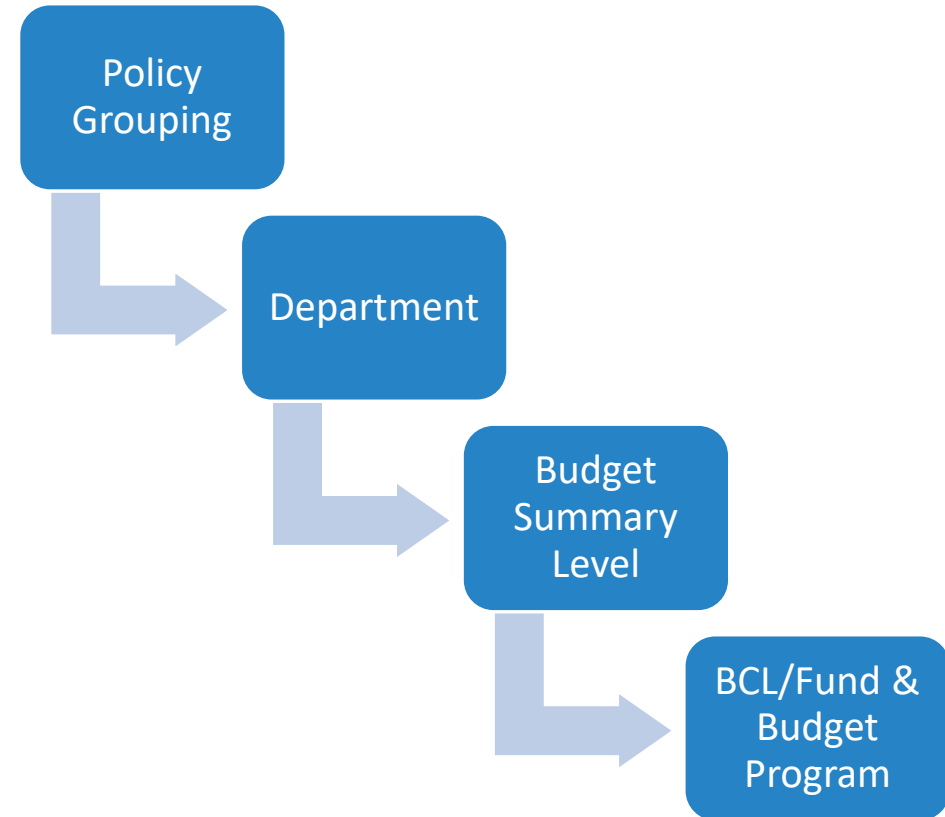 Policy
Grouping
Department
Budget
Summary
Level
BCL/Fund &
Budget
Program